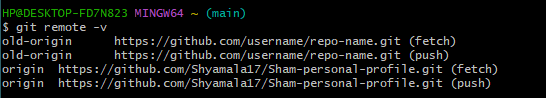 HP@DESKTOP-FD7N823 MINGW64 ~ (main)
$ git remote -v
old-origin      https://github.com/username/repo-name.git (fetch)
old-origin      https://github.com/username/repo-name.git (push)
origin  https://github.com/Shyamala17/Sham-personal-profile.git (fetch)
origin  https://github.com/Shyamala17/Sham-personal-profile.git (push)